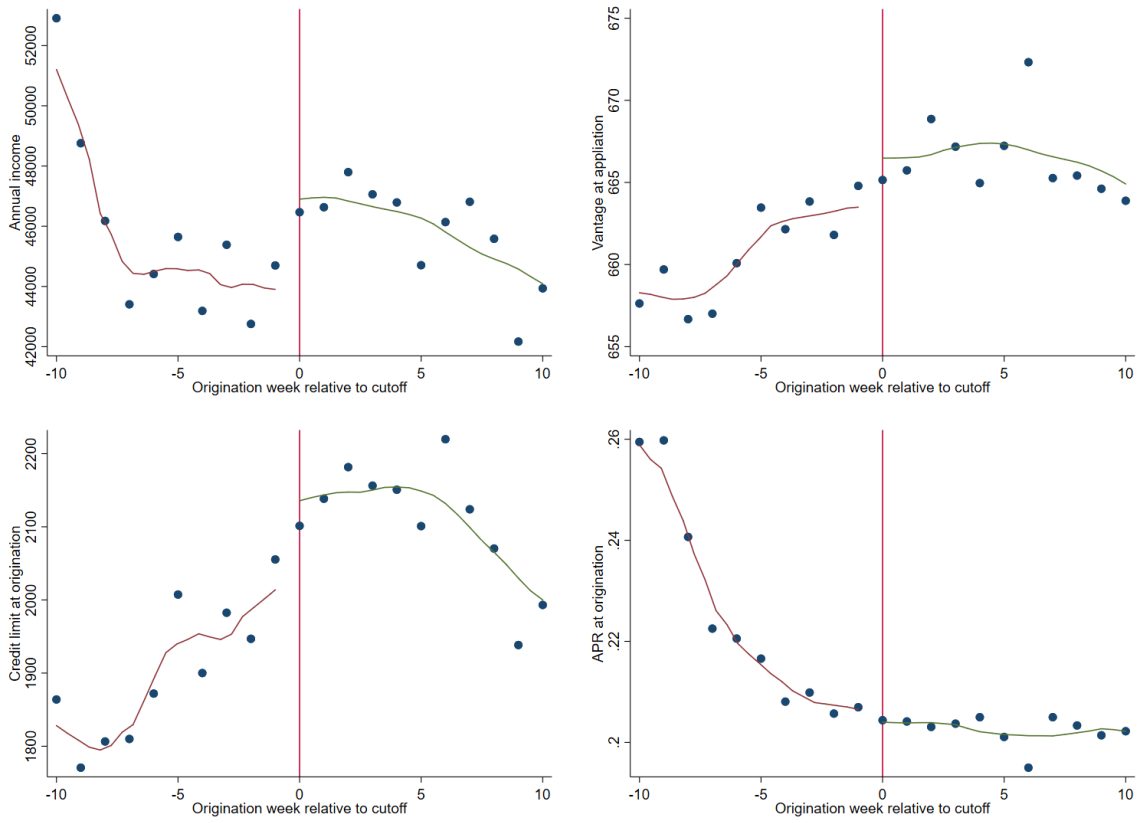 Annual income
52000
50000
48000
46000
44000
42000
-10 -5 0 5 10
Origination week relative to cutoff
Vantage at appliation
675
670
665
660
655
-10 -5 0 5 10
Origination week relative to cutoff
Credit limit at origination
2200
2100
2000
1900
1800
-10 -5 0 5 10
Origination week relative to cutoff
APR at origination
.26
.24
.22
.2
-10 -5 0 5 10
Origination week relative to cutoff